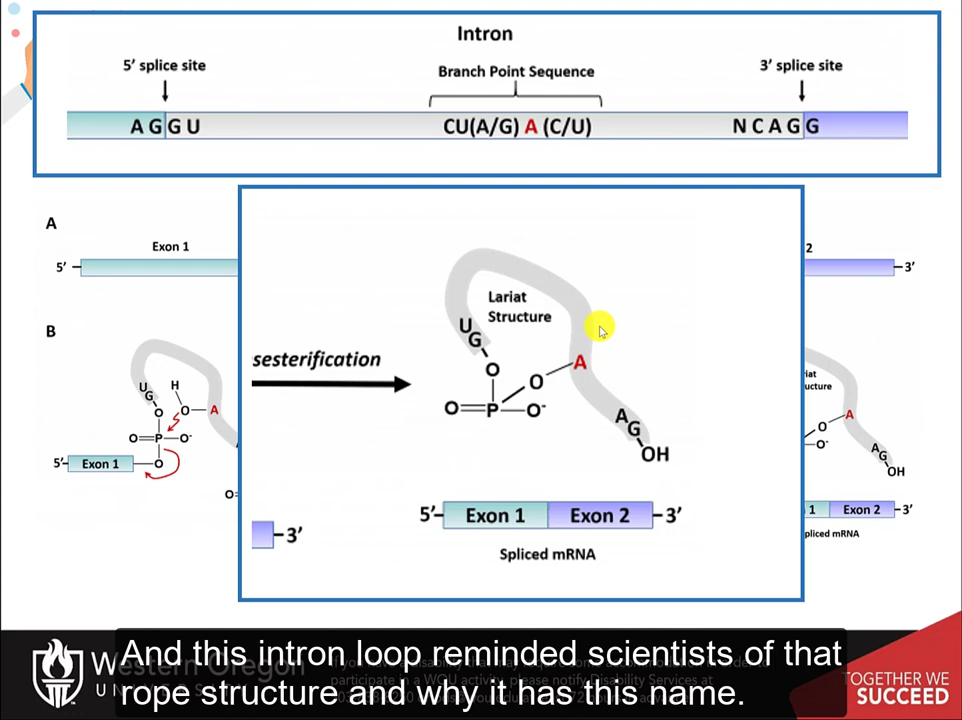 Intron
5’ splice site
Branch Point Sequence
3’ splice site
A G G U
CU(A/G) A (C/U)
N C A G G
A
Exon 1
2
5’
3’
B
Lariat
Structure
U
G
O
sesterification
O
A
O=P—O-
A
G
OH
U
G
H
O
O—A
O=P—O-
5’
Exon 1
O
O=
ucture
A
O
O-
A
G
OH
5’
Exon 1
Exon 2
3’
1
Exon 2
3’
3’
Spliced mRNA
pliced mRNA
And this intron loop reminded scientists of that
rope structure and why it has this name.
TOGETHER WE
SUCCEED